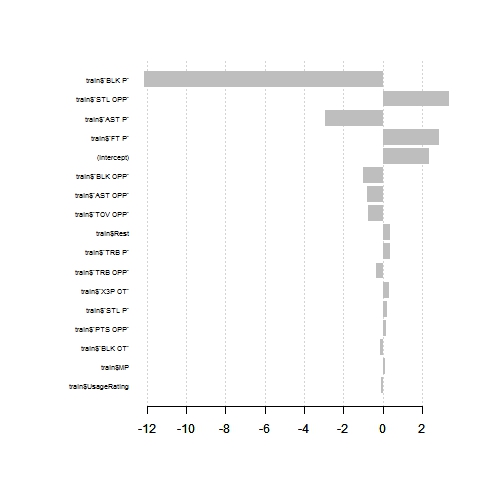 train$`BLK P`
train$`STL OPP`
train$`AST P`
train$`FT P`
(Intercept)
train$`BLK OPP`
train$`AST OPP`
train$`TOV OPP`
train$Rest
train$`TRB P`
train$`TRB OPP`
train$`X3P OT`
train$`STL P`
train$`PTS OPP`
train$`BLK OT`
train$MP
train$UsageRating
-12 -10 -8 -6 -4 -2 0 2